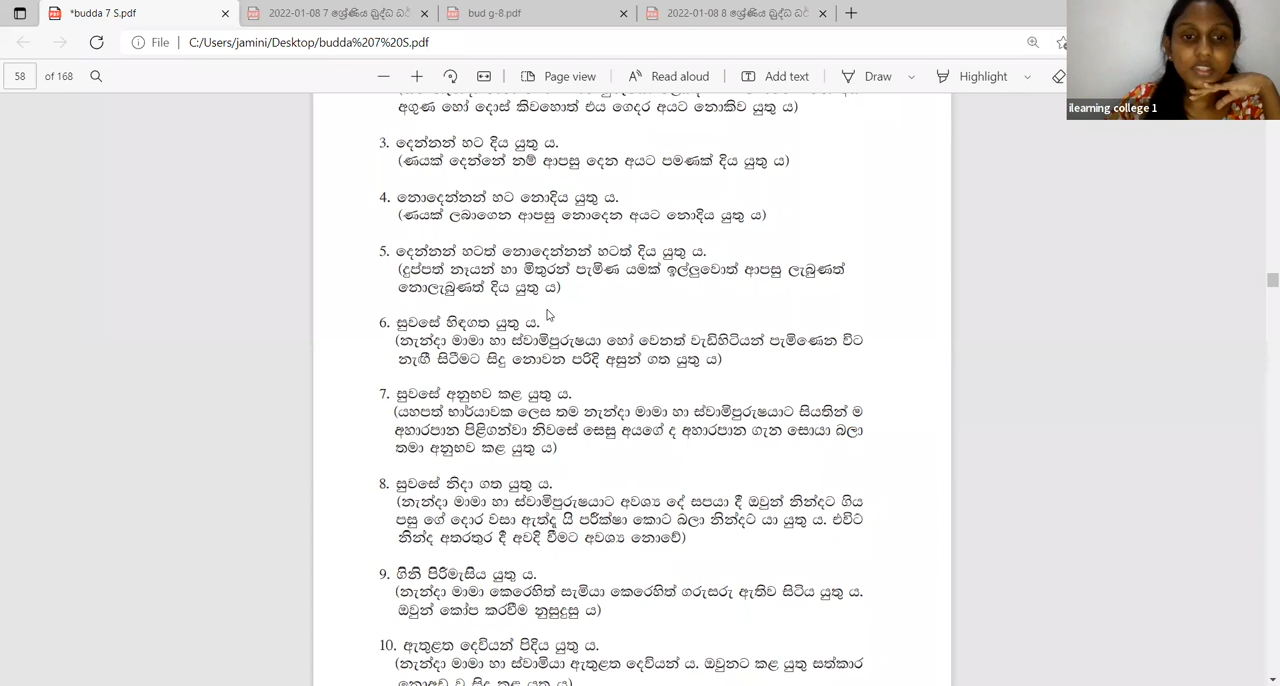 *budda 7 S.pdf
2022-01-08 7 ශ්‍රේණිය බුද්ධ ධර්
bud g-8.pdf
2022-01-08 8 ශ්‍රේණිය බුද්ධ ධර්
File
C:/Users/jamini/Desktop/budda%207%20S.pdf
58 of 168
Page view
Read aloud
Add text
Draw
Highlight
ilearning college 1
අගුණ හෝ දොස් කිවහොත් එය ගෙදර අයට නොකිව යුතු ය)
3. දෙන්නන් හට දිය යුතු ය.
(ණයක් දෙන්නේ නම් ආපසු දෙන අයට පමණක් දිය යුතු ය)
4. නොදෙන්නන් හට නොදිය යුතු ය.
(ණයක් ලබාගෙන ආපසු නොදෙන අයට නොදිය යුතු ය)
5. දෙන්නන් හටත් නොදෙන්නන් හටත් දිය යුතු ය.
(දුප්පත් නෑයන් හා මිතුරන් පැමිණ යමක් ඉල්ලුවොත් ආපසු ලැබුණත්
නොලැබුණත් දිය යුතු ය)
6. සුවසේ හිඳගත යුතු ය.
(නැන්දා මාමා හා ස්වාමිපුරුෂයා හෝ වෙනත් වැඩිහිටියන් පැමිණෙන විට
නැඟී සිටීමට සිදු නොවන පරිදි අසුන් ගත යුතු ය)
7. සුවසේ අනුභව කළ යුතු ය.
(යහපත් භාර්යාවක ලෙස තම නැන්දා මාමා හා ස්වාමිපුරුෂයාට සියතින් ම
අහාරපාන පිළිගන්වා නිවසේ සෙසු අයගේ ද අහාරපාන ගැන සොයා බලා
තමා අනුභව කළ යුතු ය)
8. සුවසේ නිදා ගත යුතු ය.
(නැන්දා මාමා හා ස්වාමිපුරුෂයාට අවශ්‍ය දේ සපයා දී ඔවුන් නින්දට ගිය
පසු ගේ දොර වසා ඇත්ද යි පරීක්ෂා කොට බලා නින්දට යා යුතු ය. එවිට
නින්ද අතරතුර දී අවදි වීමට අවශ්‍ය නොවේ)
9. ගිනි පිරිමැසිය යුතු ය.
(නැන්දා මාමා කෙරෙහිත් සැමියා කෙරෙහිත් ගරුසරු ඇතිව සිටිය යුතු ය.
ඔවුන් කෝප කරවීම නුසුදුසු ය)
10. ඇතුළත දෙවියන් පිදිය යුතු ය.
(නැන්දා මාමා හා ස්වාමියා ඇතුළත දෙවියන් ය. ඔවුනට කළ යුතු සත්කාර